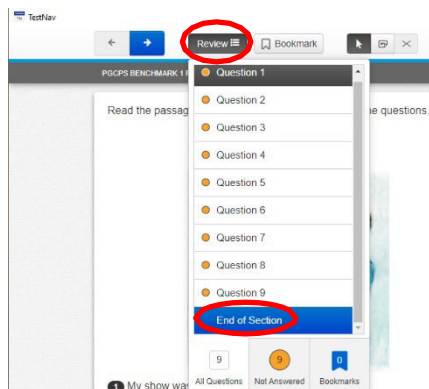 TestNav
Review
Bookmark
PGCPS BENCHMARK 1
Read the passag
e questions.
Question 1
Question 2
Question 3
Question 4
Question 5
Question 6
Question 7
Question 8
Question 9
End of Section
9
9
0
All Questions
Not Answered
Bookmarks
1 My show was